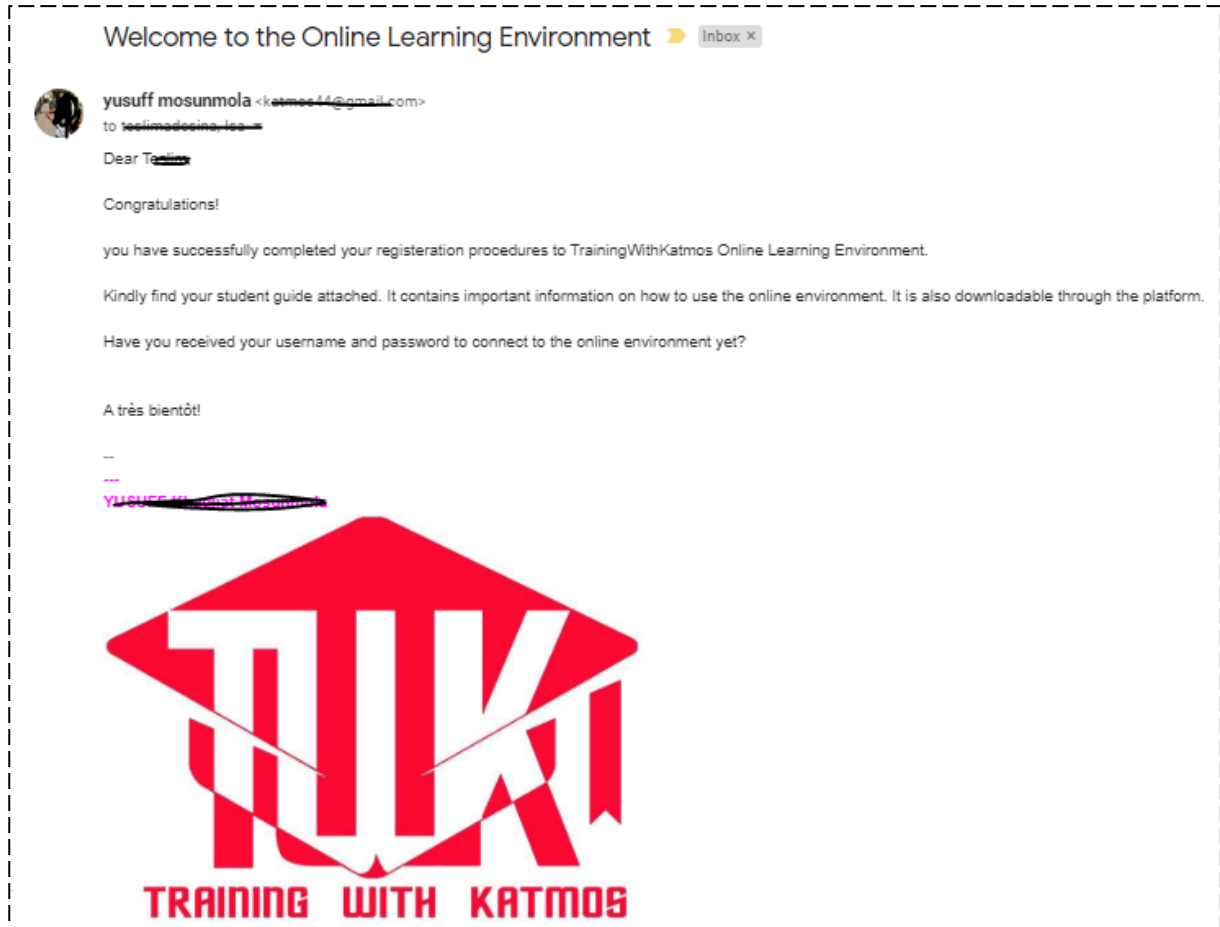 Welcome to the Online Learning Environment Inbox ×
yusuff mosunmola <k .com>
to
Dear Te
Congratulations!
you have successfully completed your registeration procedures to TrainingWithKatmos Online Learning Environment.
Kindly find your student guide attached. It contains important information on how to use the online environment. It is also downloadable through the platform.
Have you received your username and password to connect to the online environment yet?
A très bientôt!
--
---
TWK
TRAINING WITH KATMOS